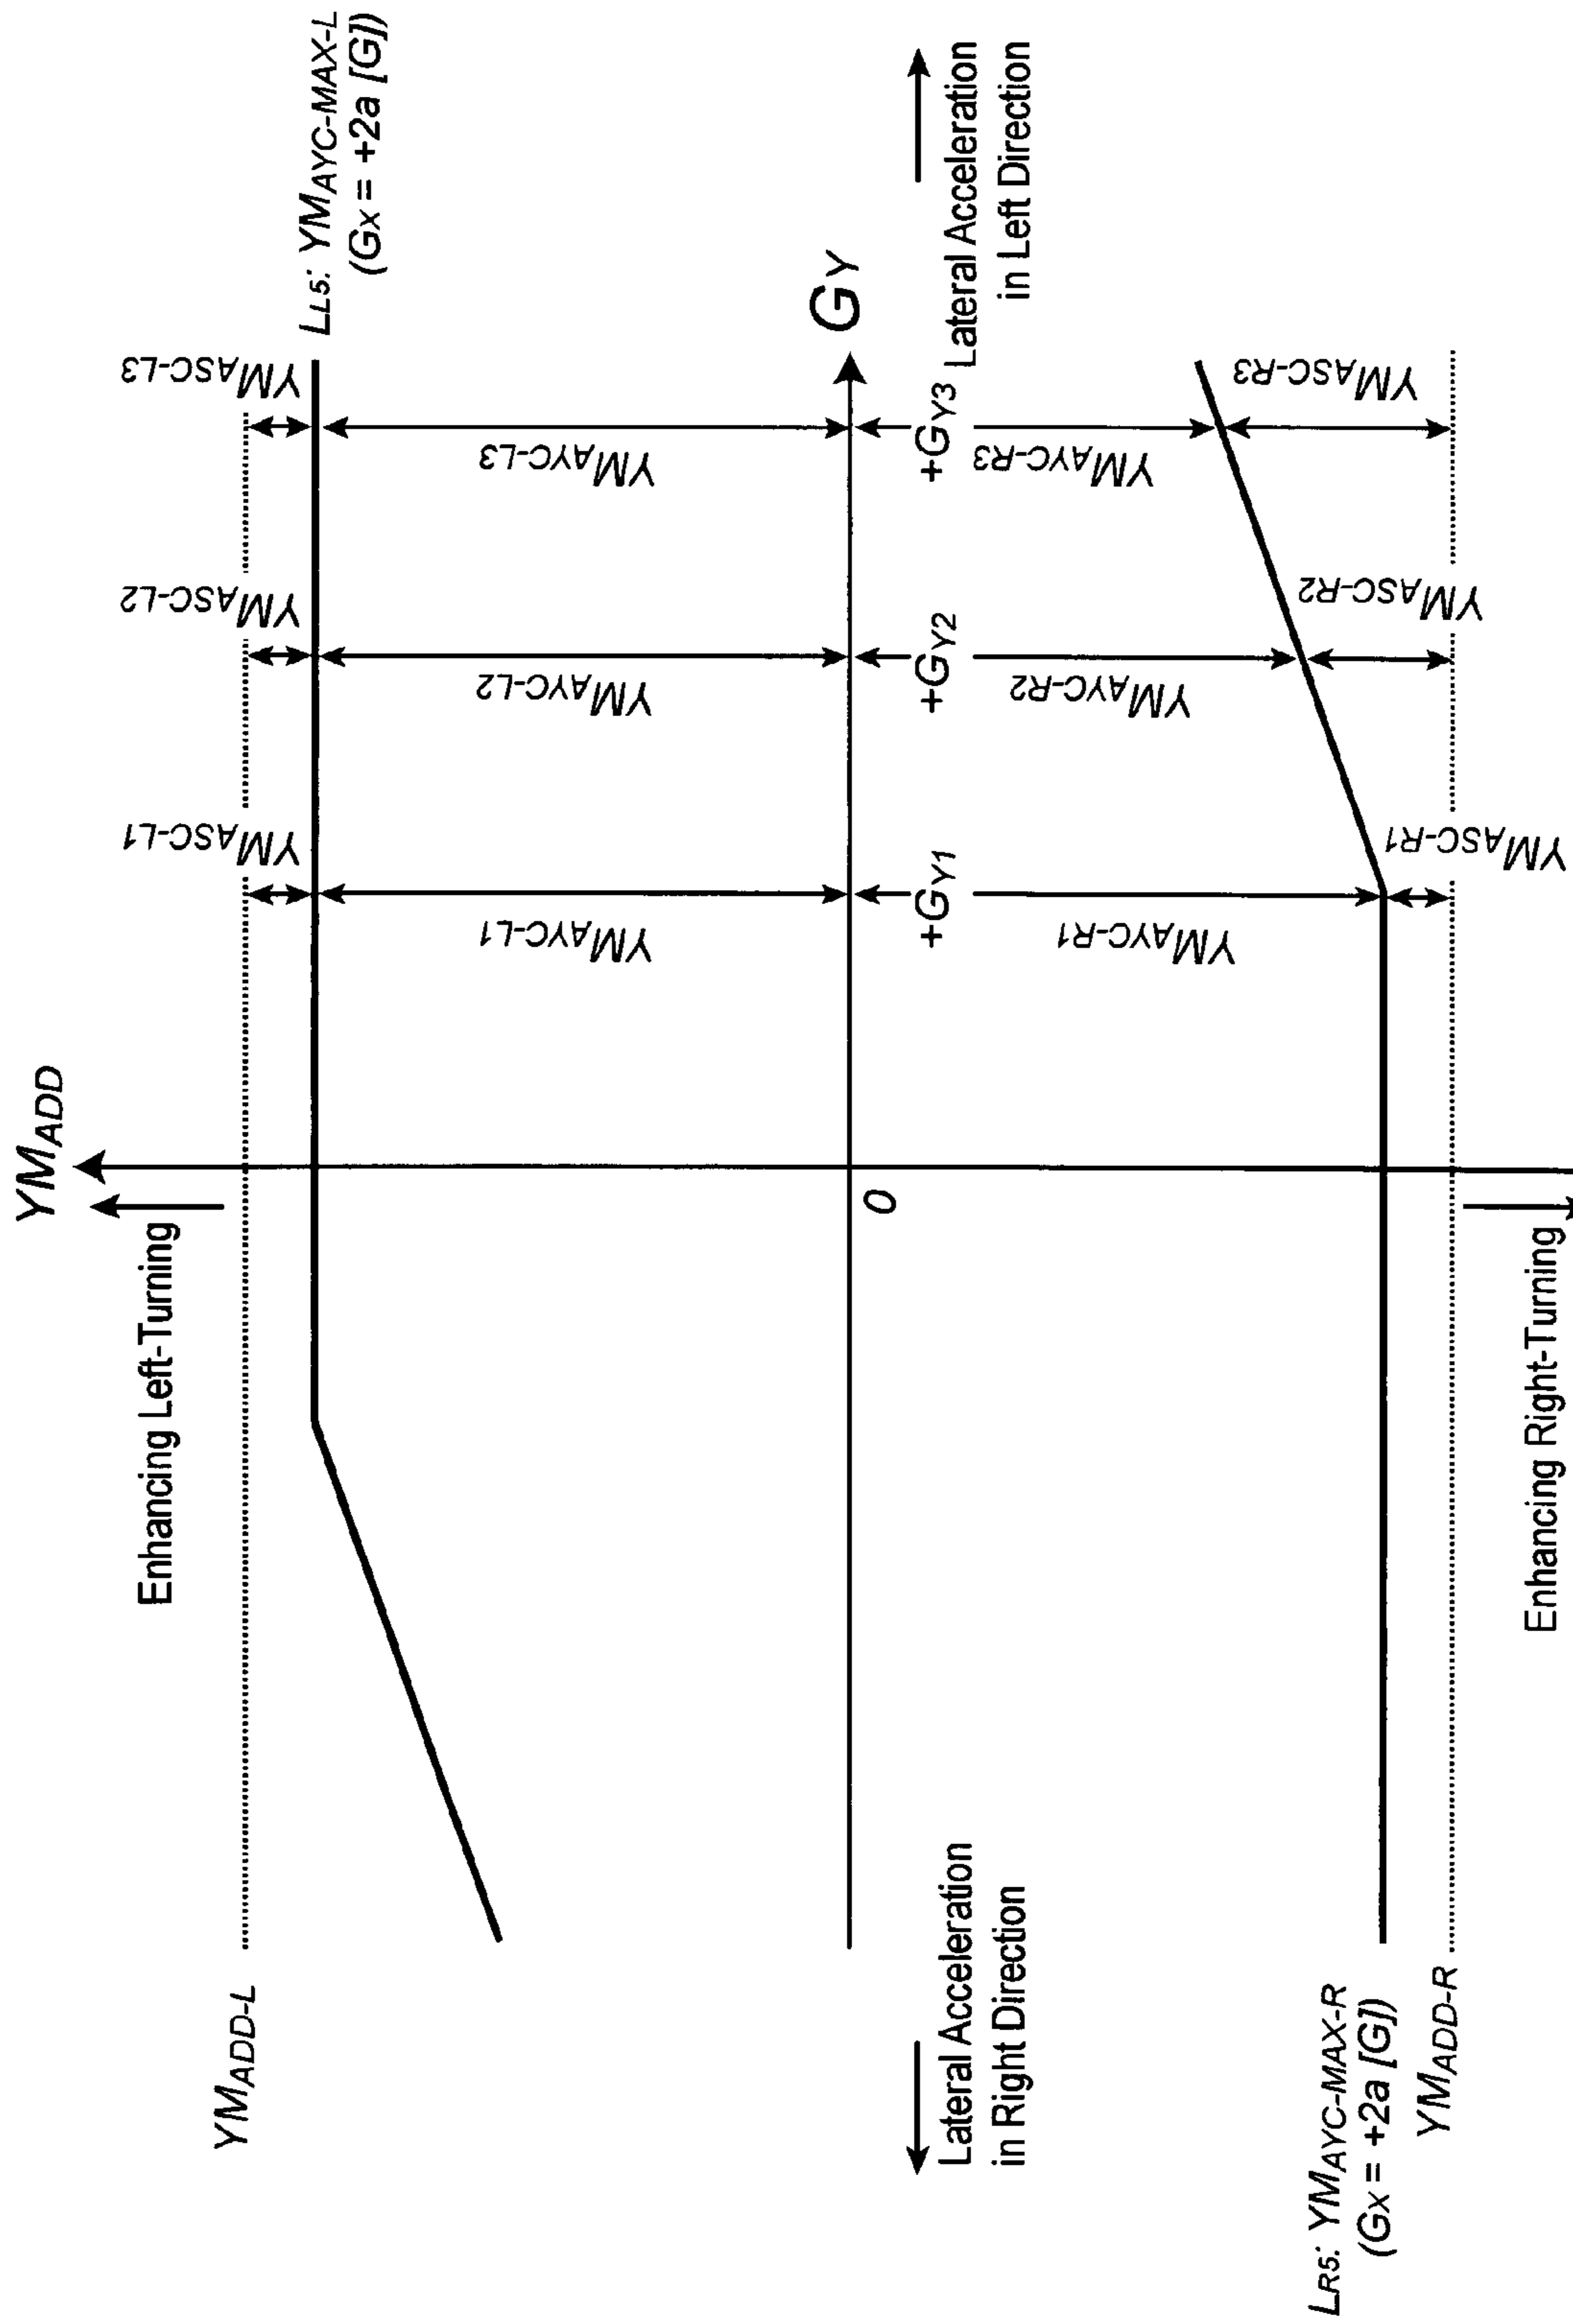 YMADD
Enhancing Left-Turning
YMADD-L
YMASC-L1
YMASC-L2
YMASC-L3
LL5: YMAYC-MAX-L
(GX = +2a [G])
YMAYC-L1
YMAYC-L2
YMAYC-L3
GY
0
+GY1
+GY2
+GY3
Lateral Acceleration
in Left Direction
Lateral Acceleration
in Right Direction
YMAYC-R1
YMAYC-R2
YMAYC-R3
YMASC-R1
YMASC-R2
YMASC-R3
LR5: YMAYC-MAX-R
(GX = +2a [G])
YMADD-R
Enhancing Right-Turning